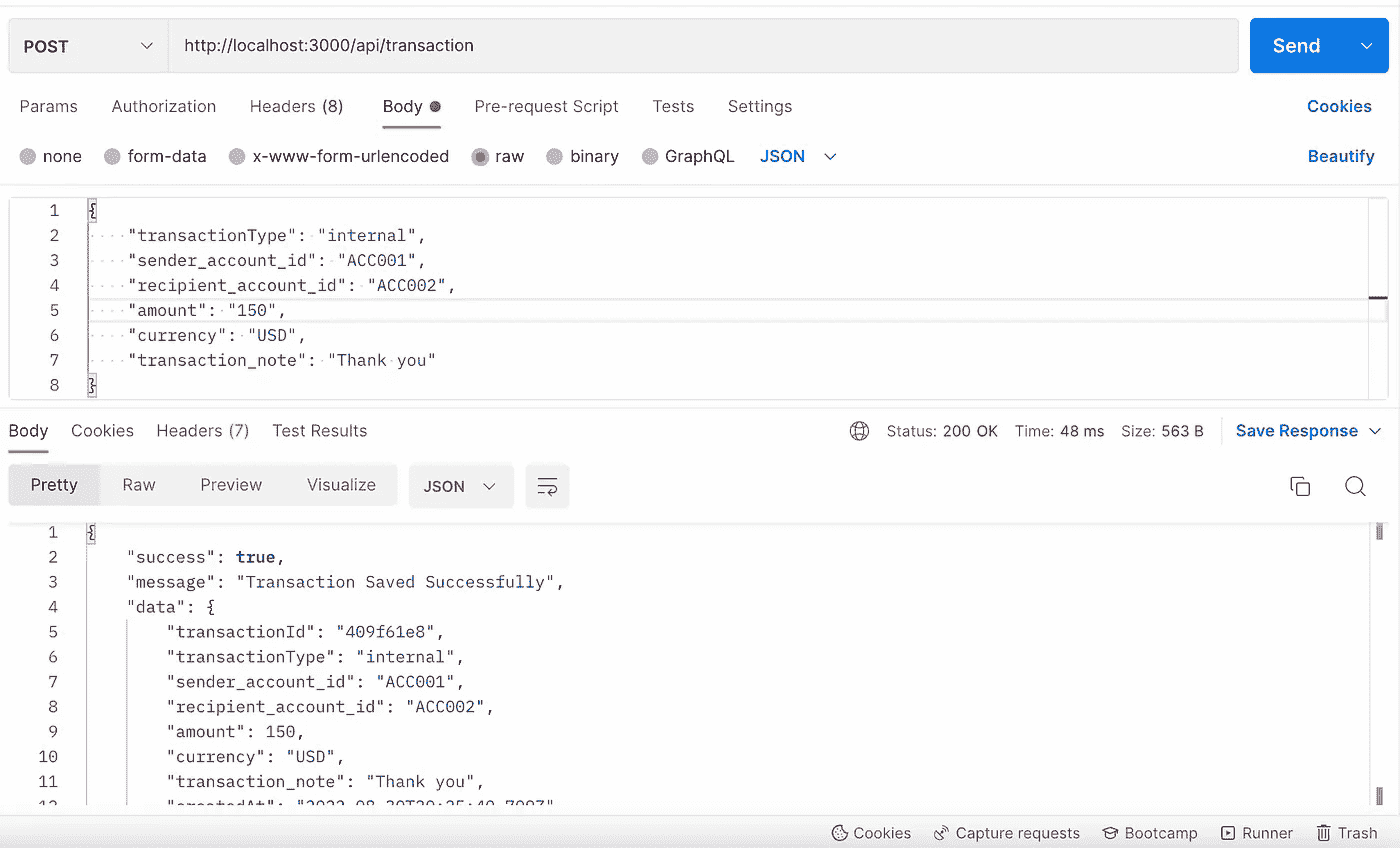 POST http://localhost:3000/api/transaction Send
Params Authorization Headers (8) Body Pre-request Script Tests Settings Cookies
none form-data x-www-form-urlencoded raw binary GraphQL JSON Beautify
1 {
2 "transactionType": "internal",
3 "sender_account_id": "ACC001",
4 "recipient_account_id": "ACC002",
5 "amount": "150",
6 "currency": "USD",
7 "transaction_note": "Thank you"
8 }
Body Cookies Headers (7) Test Results Status: 200 OK Time: 48 ms Size: 563 B Save Response
Pretty Raw Preview Visualize JSON
1 {
2 "success": true,
3 "message": "Transaction Saved Successfully",
4 "data": {
5 "transactionId": "409f61e8",
6 "transactionType": "internal",
7 "sender_account_id": "ACC001",
8 "recipient_account_id": "ACC002",
9 "amount": 150,
10 "currency": "USD",
11 "transaction_note": "Thank you",
12 "createdAt":
Cookies Capture requests Bootcamp Runner Trash